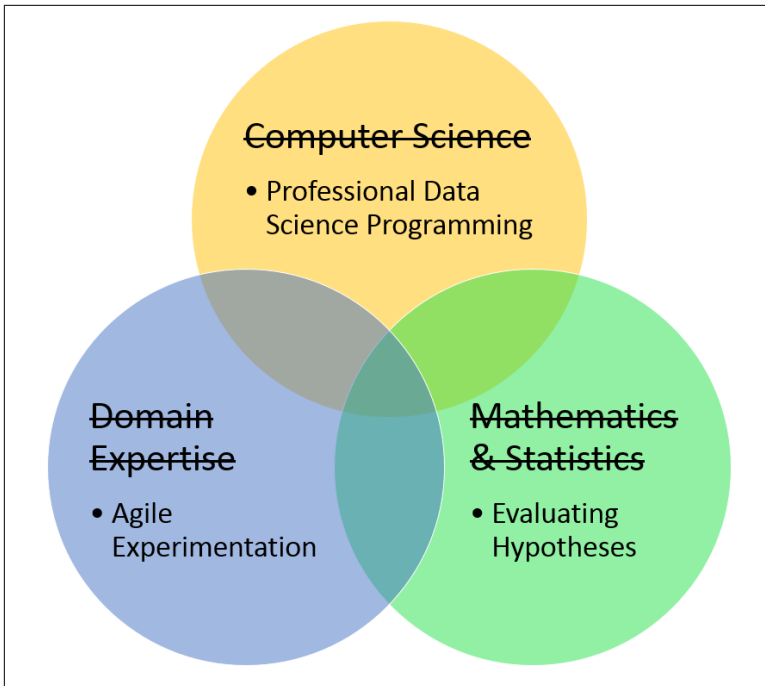 ~~Computer Science~~
• Professional Data
Science Programming
~~Domain~~
~~Expertise~~
• Agile
Experimentation
~~Mathematics~~
~~& Statistics~~
• Evaluating
Hypotheses